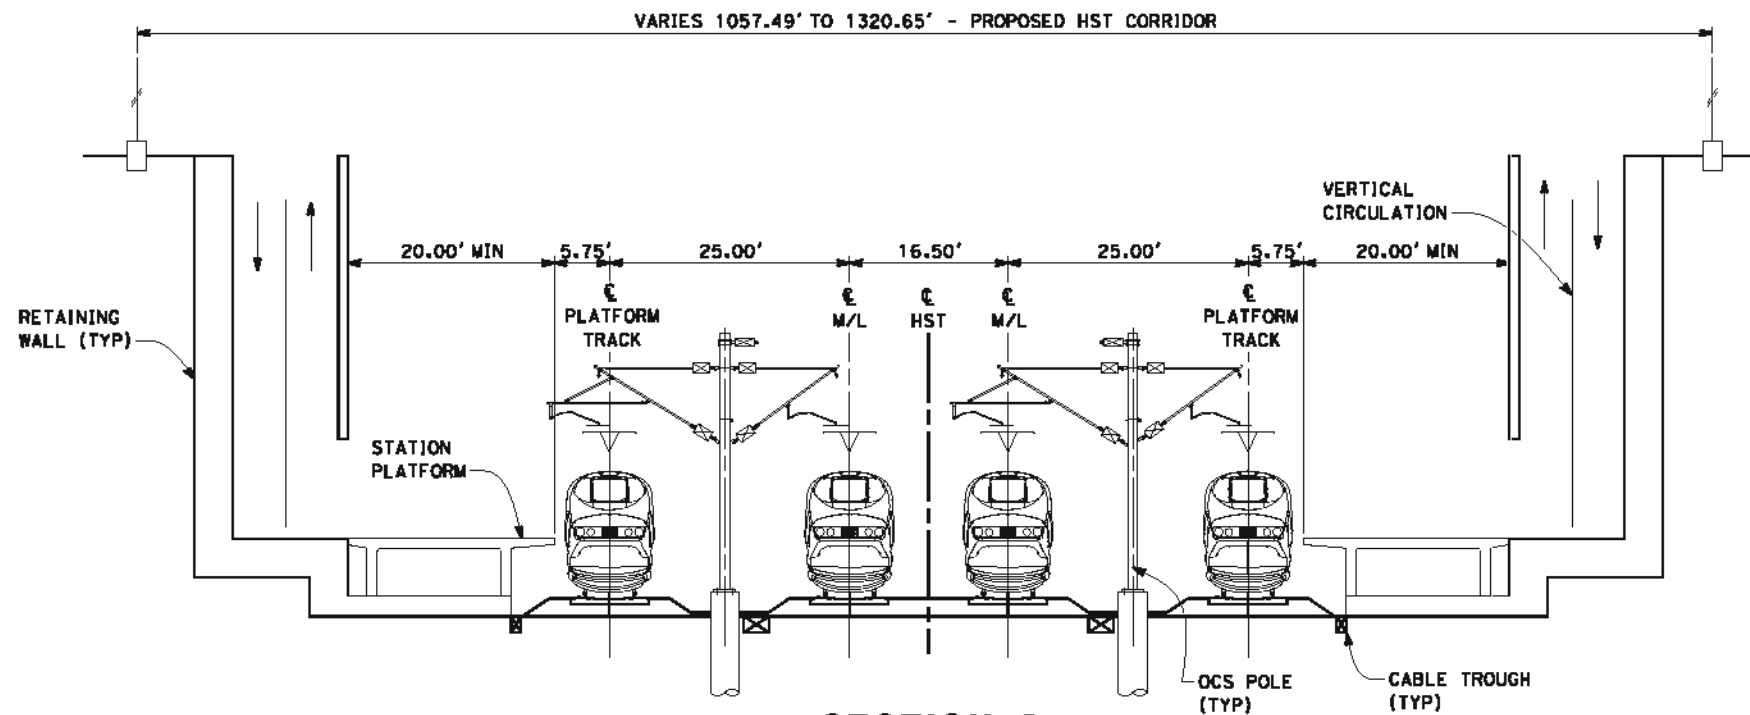 VARIES 1057.49' TO 1320.65' - PROPOSED HST CORRIDOR
VERTICAL
CIRCULATION
20.00' MIN
5.75'
25.00'
16.50'
25.00'
5.75'
20.00' MIN
℄
PLATFORM
TRACK
℄
M/L
℄
HST
℄
M/L
℄
PLATFORM
TRACK
RETAINING
WALL (TYP)
STATION
PLATFORM
OCS POLE
(TYP)
CABLE TROUGH
(TYP)